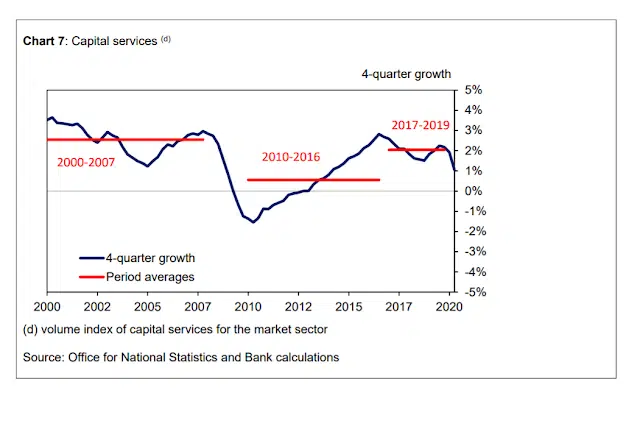 Chart 7: Capital services (d)
4-quarter growth
5%
4%
3%
2%
1%
0%
-1%
-2%
-3%
-4%
-5%
2017-2019
2010-2016
2000-2007
4-quarter growth
Period averages
2000 2002 2005 2007 2010 2012 2015 2017 2020
(d) volume index of capital services for the market sector
Source: Office for National Statistics and Bank calculations